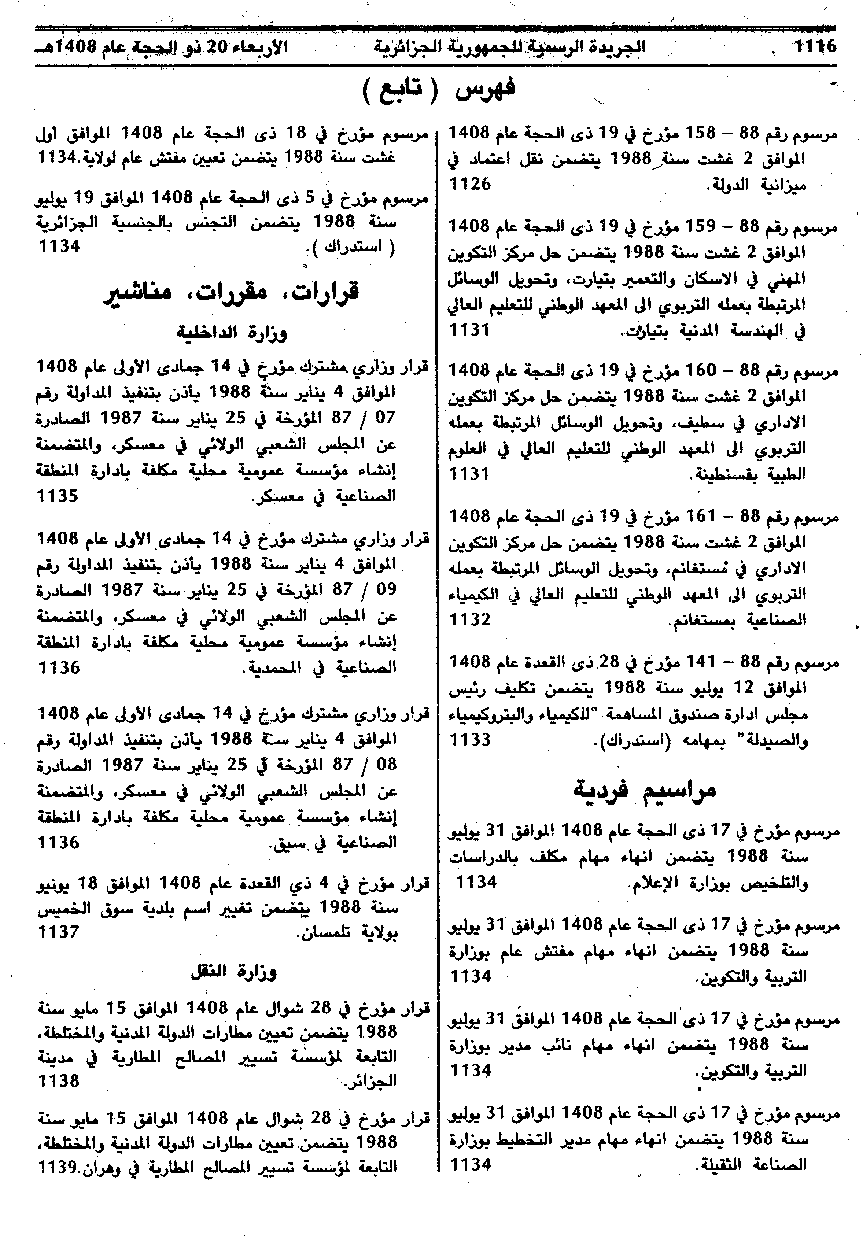 1116 الجريدة الرسمية للجمهورية الجزائرية الأربعاء 20 ذو الحجة عام 1408هـ
فهرس ( تابع )
مرسوم رقم 88 – 158 مؤرخ في 19 ذى الحجة عام 1408
الموافق 2 غشت سنة 1988 يتضمن نقل اعتماد في
ميزانية الدولة. 1126
مرسوم رقم 88 – 159 مؤرخ في 19 ذى الحجة عام 1408
الموافق 2 غشت سنة 1988 يتضمن حل مركز التكوين
المهني في الاسكان والتعمير بتيارت، وتحويل الوسائل
المرتبطة بعمله التربوي الى المعهد الوطني للتعليم العالي
في الهندسة المدنية بتيارت. 1131
مرسوم رقم 88 – 160 مؤرخ في 19 ذى الحجة عام 1408
الموافق 2 غشت سنة 1988 يتضمن حل مركز التكوين
الاداري في سطيف، وتحويل الوسائل المرتبطة بعمله
التربوي الى المعهد الوطني للتعليم العالي في العلوم
الطبية بقسنطينة. 1131
مرسوم رقم 88 – 161 مؤرخ في 19 ذى الحجة عام 1408
الموافق 2 غشت سنة 1988 يتضمن حل مركز التكوين
الاداري في مستغانم، وتحويل الوسائل المرتبطة بعمله
التربوي الى المعهد الوطني للتعليم العالي في الكيمياء
الصناعية بمستغانم. 1132
مرسوم رقم 88 – 141 مؤرخ في 28 ذى القعدة عام 1408
الموافق 12 يوليو سنة 1988 يتضمن تكليف رئيس
مجلس ادارة صندوق المساهمة "للكيمياء والبتروكيمياء
والصيدلة" بمهامه (استدراك). 1133
مراسيم فردية
مرسوم مؤرخ في 17 ذى الحجة عام 1408 الموافق 31 يوليو
سنة 1988 يتضمن انهاء مهام مكلف بالدراسات
والتلخيص بوزارة الإعلام. 1134
مرسوم مؤرخ في 17 ذى الحجة عام 1408 الموافق 31 يوليو
سنة 1988 يتضمن انهاء مهام مفتش عام بوزارة
التربية والتكوين. 1134
مرسوم مؤرخ في 17 ذى الحجة عام 1408 الموافق 31 يوليو
سنة 1988 يتضمن انهاء مهام نائب مدير بوزارة
التربية والتكوين. 1134
مرسوم مؤرخ في 17 ذى الحجة عام 1408 الموافق 31 يوليو
سنة 1988 يتضمن انهاء مهام مدير التخطيط بوزارة
الصناعة الثقيلة. 1134
مرسوم مؤرخ في 18 ذى الحجة عام 1408 الموافق اول
غشت سنة 1988 يتضمن تعيين مفتش عام لولاية. 1134
مرسوم مؤرخ في 5 ذى الحجة عام 1408 الموافق 19 يوليو
سنة 1988 يتضمن التجنس بالجنسية الجزائرية
( استدراك ). 1134
قرارات، مقررات، مناشير
وزارة الداخلية
قرار وزاري مشترك مؤرخ في 14 جمادى الأولى عام 1408
الموافق 4 يناير سنة 1988 يأذن بتنفيذ المداولة رقم
07 / 87 المؤرخة في 25 يناير سنة 1987 الصادرة
عن المجلس الشعبي الولائي في معسكر، والمتضمنة
إنشاء مؤسسة عمومية محلية مكلفة بادارة المنطقة
الصناعية في معسكر. 1135
قرار وزاري مشترك مؤرخ في 14 جمادى الأولى عام 1408
الموافق 4 يناير سنة 1988 يأذن بتنفيذ المداولة رقم
09 / 87 المؤرخة في 25 يناير سنة 1987 الصادرة
عن المجلس الشعبي الولائي في معسكر، والمتضمنة
إنشاء مؤسسة عمومية محلية مكلفة بادارة المنطقة
الصناعية في المحمدية. 1136
قرار وزاري مشترك مؤرخ في 14 جمادى الأولى عام 1408
الموافق 4 يناير سنة 1988 يأذن بتنفيذ المداولة رقم
08 / 87 المؤرخة في 25 يناير سنة 1987 الصادرة
عن المجلس الشعبي الولائي في معسكر، والمتضمنة
إنشاء مؤسسة عمومية محلية مكلفة بادارة المنطقة
الصناعية في سيق. 1136
قرار مؤرخ في 4 ذي القعدة عام 1408 الموافق 18 يونيو
سنة 1988 يتضمن تغيير اسم بلدية سوق الخميس
بولاية تلمسان. 1137
وزارة النقل
قرار مؤرخ في 28 شوال عام 1408 الموافق 15 مايو سنة
1988 يتضمن تعيين مطارات الدولة المدنية والمختلطة،
التابعة لمؤسسة تسيير المصالح المطارية في مدينة
الجزائر. 1138
قرار مؤرخ في 28 شوال عام 1408 الموافق 15 مايو سنة
1988 يتضمن تعيين مطارات الدولة المدنية والمختلطة،
التابعة لمؤسسة تسيير المصالح المطارية في وهران. 1139